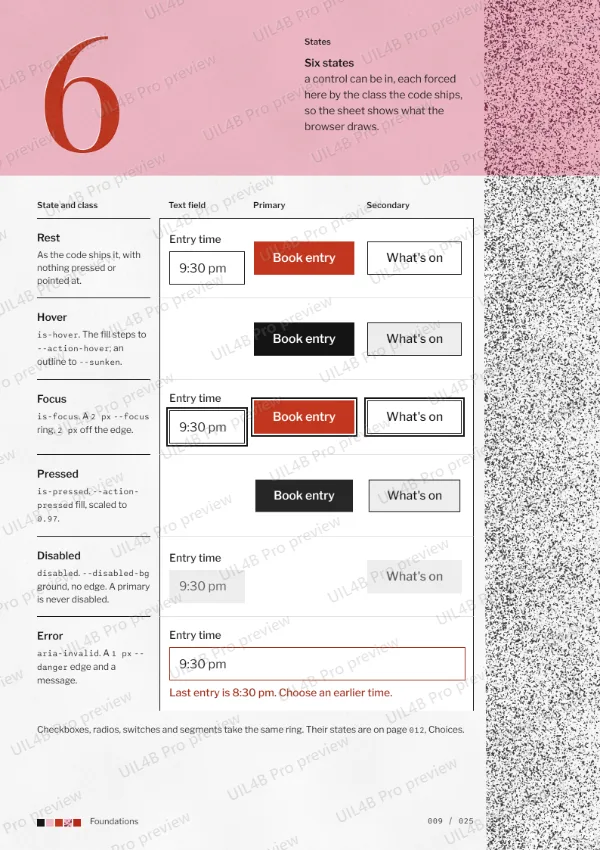 6
States
Six states
a control can be in, each forced
here by the class the code ships,
so the sheet shows what the
browser draws.
State and class
Text field
Primary
Secondary
Rest
As the code ships it, with
nothing pressed or
pointed at.
Entry time
9:30 pm
Book entry
What's on
Hover
is-hover. The fill steps to
--action-hover; an
outline to --sunken.
Book entry
What's on
Focus
is-focus. A 2 px --focus
ring, 2 px off the edge.
Entry time
9:30 pm
Book entry
What's on
Pressed
is-pressed. --action-
pressed fill, scaled to
0.97.
Book entry
What's on
Disabled
disabled. --disabled-bg
ground, no edge. A primary
is never disabled.
Entry time
9:30 pm
What's on
Error
aria-invalid. A 1 px --
danger edge and a
message.
Entry time
9:30 pm
Last entry is 8:30 pm. Choose an earlier time.
Checkboxes, radios, switches and segments take the same ring. Their states are on page 012, Choices.
Foundations
009 / 025
UIL4B Pro preview